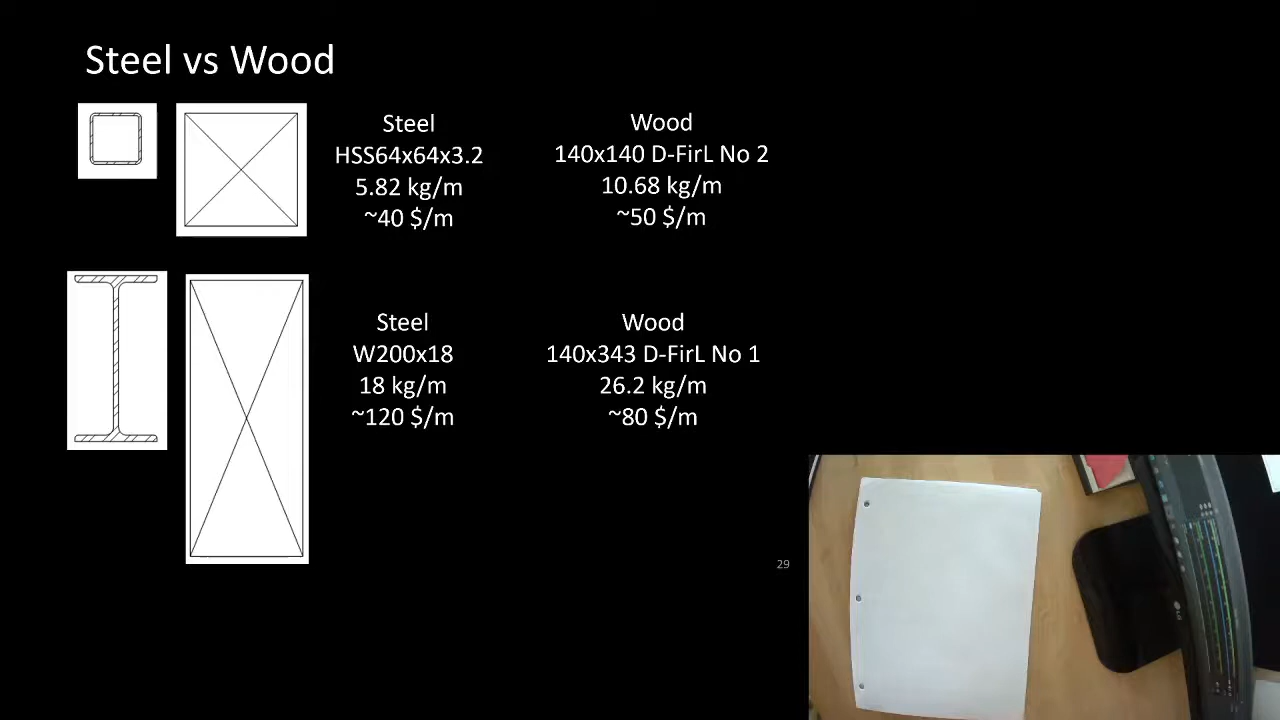 Steel vs Wood
Steel
HSS64x64x3.2
5.82 kg/m
~40 $/m
Wood
140x140 D-FirL No 2
10.68 kg/m
~50 $/m
Steel
W200x18
18 kg/m
~120 $/m
Wood
140x343 D-FirL No 1
26.2 kg/m
~80 $/m
29
LG